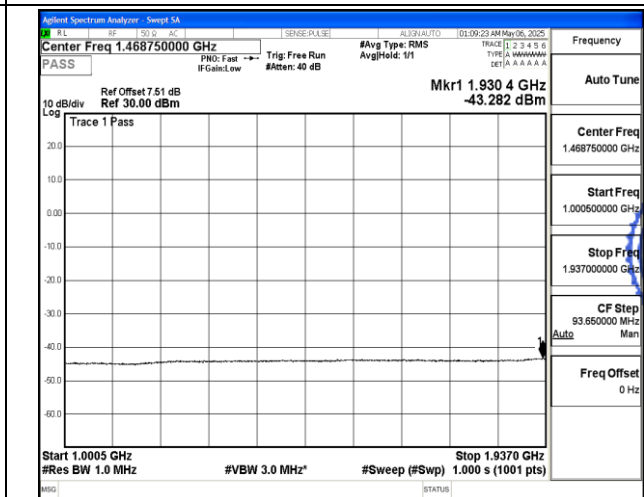 Agilent Spectrum Analyzer - Swept SA
RL RF 50 Ω AC SENSE:PULSE ALIGNAUTO 01:09:23 AM May 06, 2025
Center Freq 1.468750000 GHz #Avg Type: RMS TRACE 1 2 3 4 5 6
PASS PNO: Fast Trig: Free Run Avg|Hold: 1/1 TYPE A WWWWW
IFGain:Low #Atten: 40 dB DET A A A A A A
Ref Offset 7.51 dB Mkr1 1.930 4 GHz
10 dB/div Ref 30.00 dBm -43.282 dBm
Log
Trace 1 Pass
20.0
10.0
0.00
-10.0
-20.0
-30.0
-40.0
-50.0
-60.0
1
Start 1.0005 GHz Stop 1.9370 GHz
#Res BW 1.0 MHz #VBW 3.0 MHz* #Sweep (#Swp) 1.000 s (1001 pts)
MSG STATUS
Frequency
Auto Tune
Center Freq
1.468750000 GHz
Start Freq
1.000500000 GHz
Stop Freq
1.937000000 GHz
CF Step
93.650000 MHz
Auto Man
Freq Offset
0 Hz